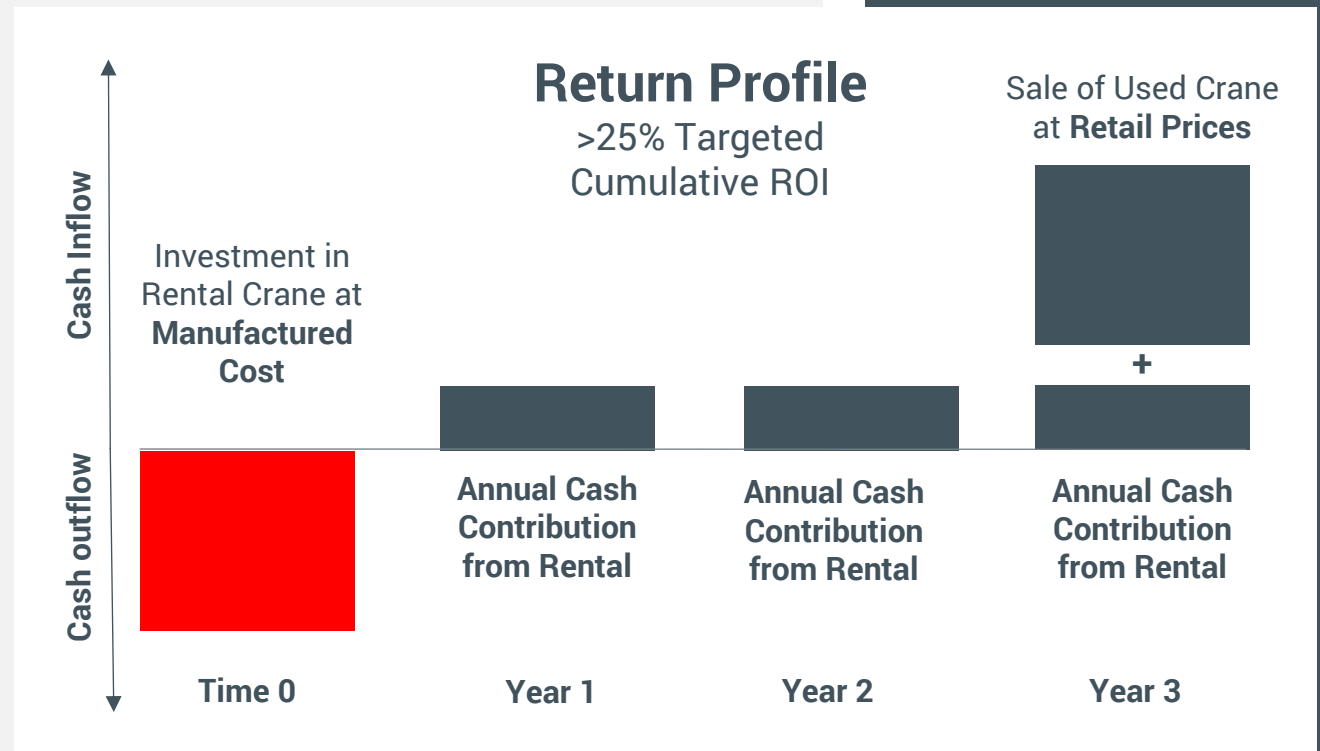 Return Profile
>25% Targeted
Cumulative ROI
Sale of Used Crane
at Retail Prices
Cash Inflow
Investment in
Rental Crane at
Manufactured
Cost
+
Cash outflow
Annual Cash
Contribution
from Rental
Annual Cash
Contribution
from Rental
Annual Cash
Contribution
from Rental
Time 0
Year 1
Year 2
Year 3